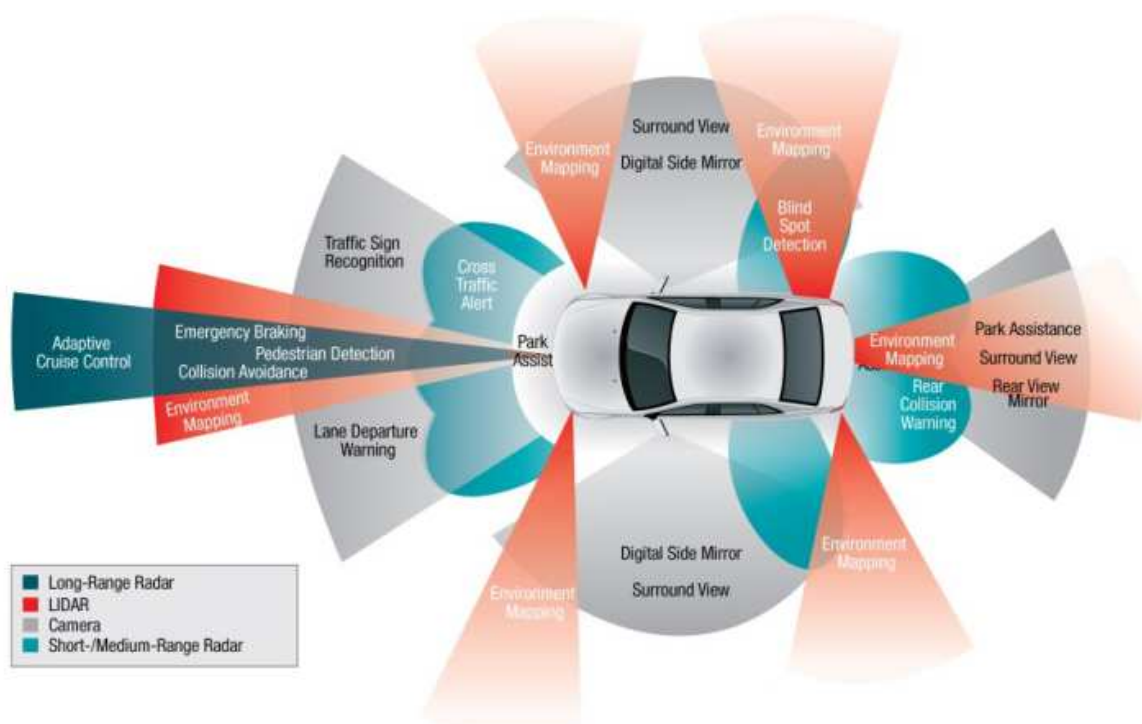 Surround View
Digital Side Mirror
Environment
Mapping
Environment
Mapping
Blind
Spot
Detection
Traffic Sign
Recognition
Cross
Traffic
Alert
Adaptive
Cruise Control
Emergency Braking
Pedestrian Detection
Collision Avoidance
Environment
Mapping
Lane Departure
Warning
Park
Assist
Environment
Mapping
Park Assistance
Surround View
Rear View
Mirror
Rear
Collision
Warning
Digital Side Mirror
Surround View
Environment
Mapping
Environment
Mapping
Long-Range Radar
LIDAR
Camera
Short-/Medium-Range Radar